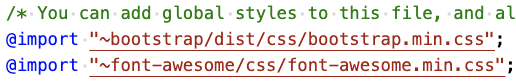 /* You can add global styles to this file, and al
@import "~bootstrap/dist/css/bootstrap.min.css";
@import "~font-awesome/css/font-awesome.min.css";